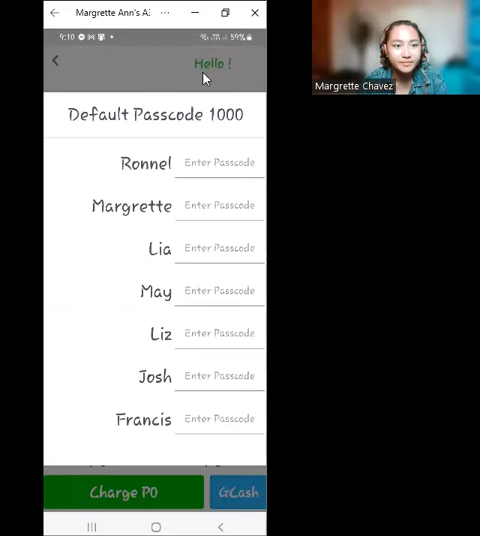 Margrette Ann's A
9:10
59%
Hello !
Default Passcode 1000
Ronnel Enter Passcode
Margrette Enter Passcode
Lia Enter Passcode
May Enter Passcode
Liz Enter Passcode
Josh Enter Passcode
Francis Enter Passcode
Charge P0
GCash
Margrette Chavez